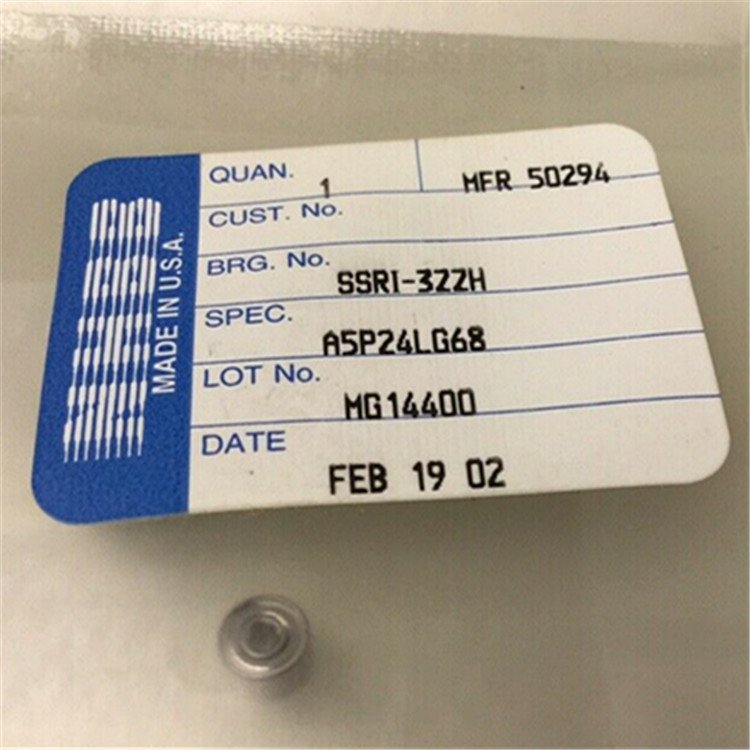 QUAN. 1 MFR 50294
CUST. No.
BRG. No. SSRI-322H
SPEC. A5P24LG68
LOT No. MG14400
DATE FEB 19 02
MADE IN U.S.A.